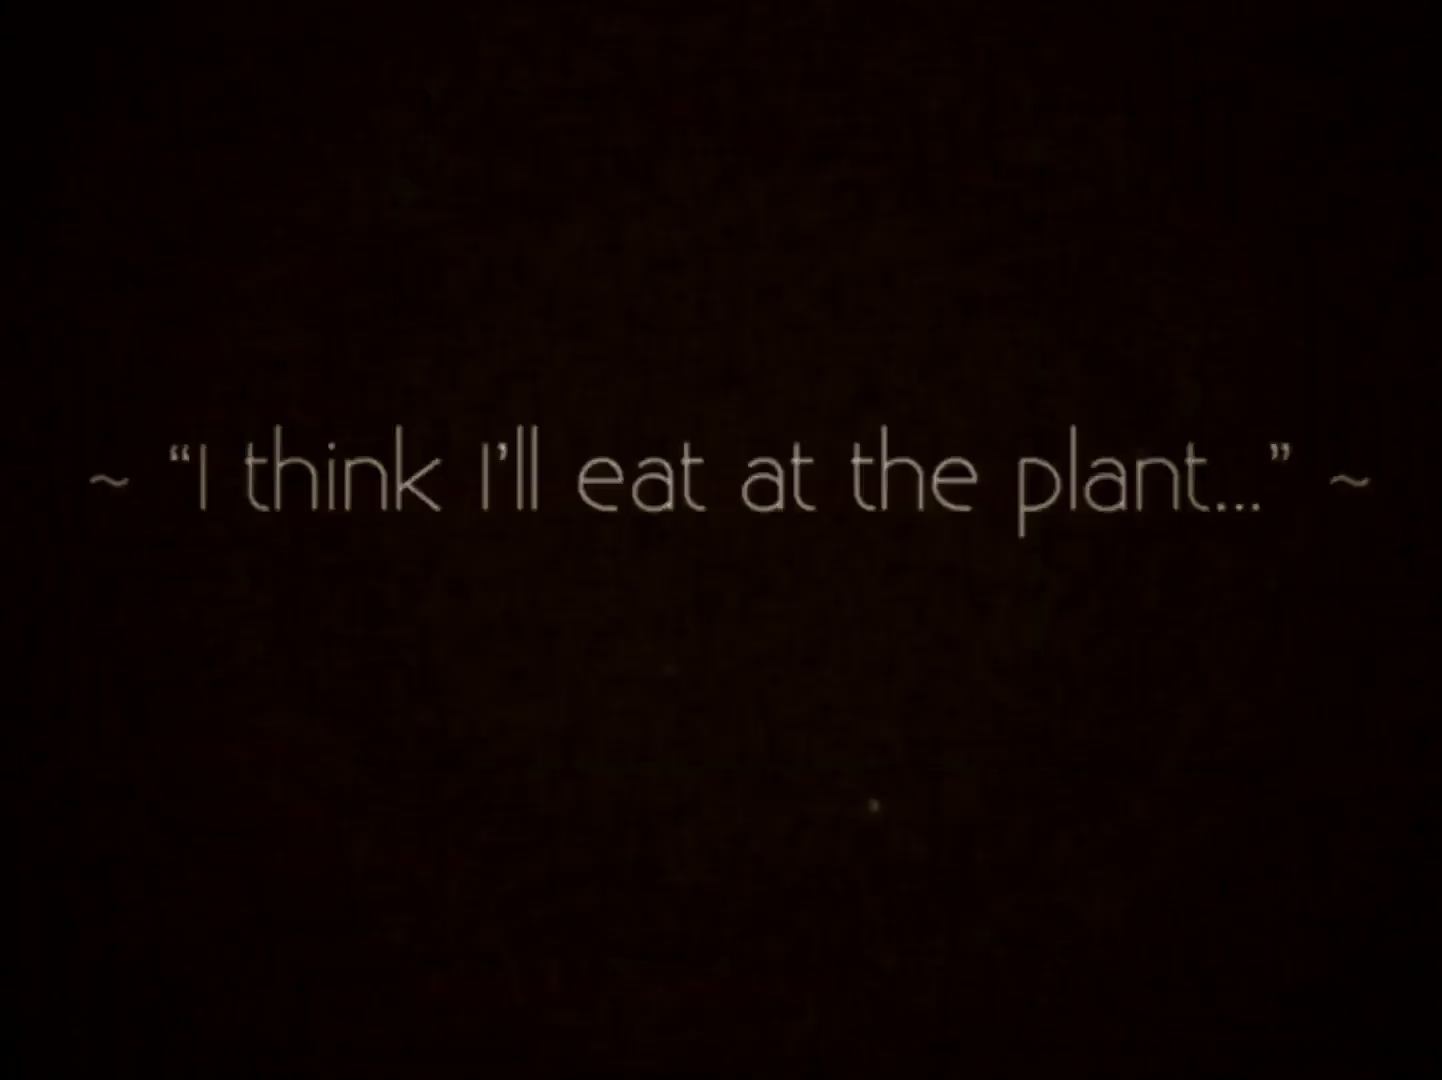 ~ “I think I’ll eat at the plant...” ~